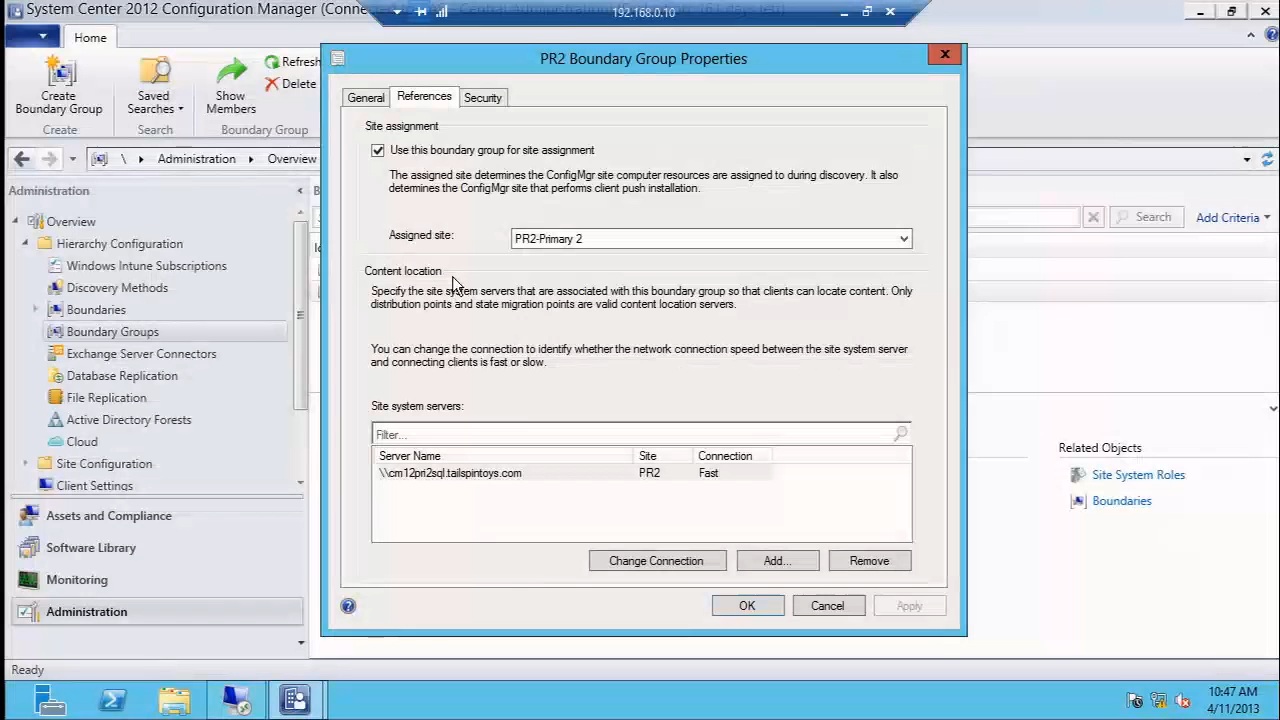 System Center 2012 Configuration Manager (Connec
192.168.0.10
Home
Create
Boundary Group
Saved
Searches
Show
Members
Refresh
Delete
Create
Search
Boundary Group
\ Administration Overview
Administration
Search
Add Criteria
Overview
Hierarchy Configuration
Windows Intune Subscriptions
Discovery Methods
Boundaries
Boundary Groups
Exchange Server Connectors
Database Replication
File Replication
Active Directory Forests
Cloud
Site Configuration
Client Settings
Assets and Compliance
Software Library
Monitoring
Administration
Ready
PR2 Boundary Group Properties
General
References
Security
Site assignment
Use this boundary group for site assignment
The assigned site determines the ConfigMgr site computer resources are assigned to during discovery. It also
determines the ConfigMgr site that performs client push installation.
Assigned site:
PR2-Primary 2
Content location
Specify the site system servers that are associated with this boundary group so that clients can locate content. Only
distribution points and state migration points are valid content location servers.
You can change the connection to identify whether the network connection speed between the site system server
and connecting clients is fast or slow.
Site system servers:
Filter...
Server Name Site Connection
\\cm12pri2sql.tailspintoys.com PR2 Fast
Change Connection
Add...
Remove
OK
Cancel
Apply
Related Objects
Site System Roles
Boundaries
10:47 AM
4/11/2013